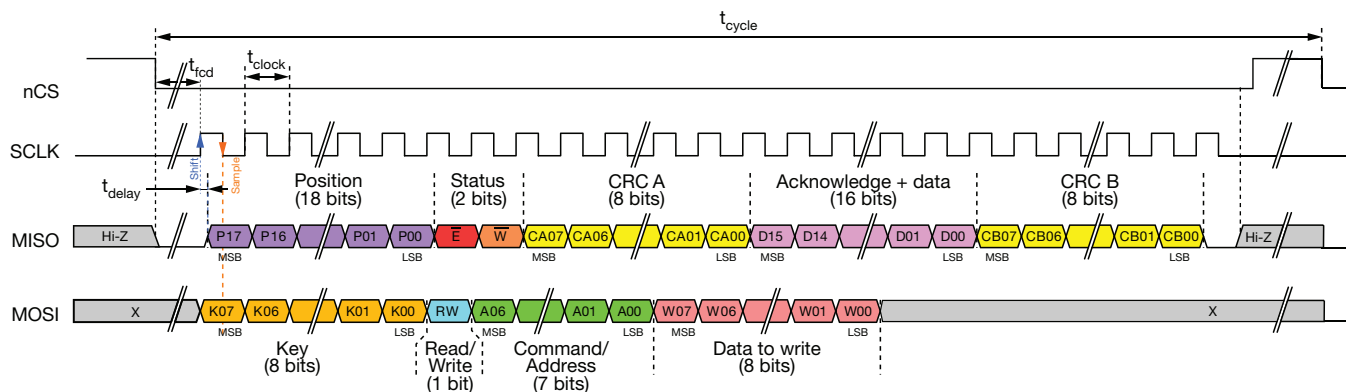 t_cycle
t_fcd
t_clock
nCS
SCLK
Shift
Sample
t_delay
Position
(18 bits)
Status
(2 bits)
CRC A
(8 bits)
Acknowledge + data
(16 bits)
CRC B
(8 bits)
MISO Hi-Z P17 P16 P01 P00 E̅ W̅ CA07 CA06 CA01 CA00 D15 D14 D01 D00 CB07 CB06 CB01 CB00 Hi-Z
MSB LSB MSB LSB MSB LSB MSB LSB
MOSI X K07 K06 K01 K00 RW A06 A01 A00 W07 W06 W01 W00 X
MSB LSB MSB LSB MSB LSB
Key
(8 bits)
Read/
Write
(1 bit)
Command/
Address
(7 bits)
Data to write
(8 bits)